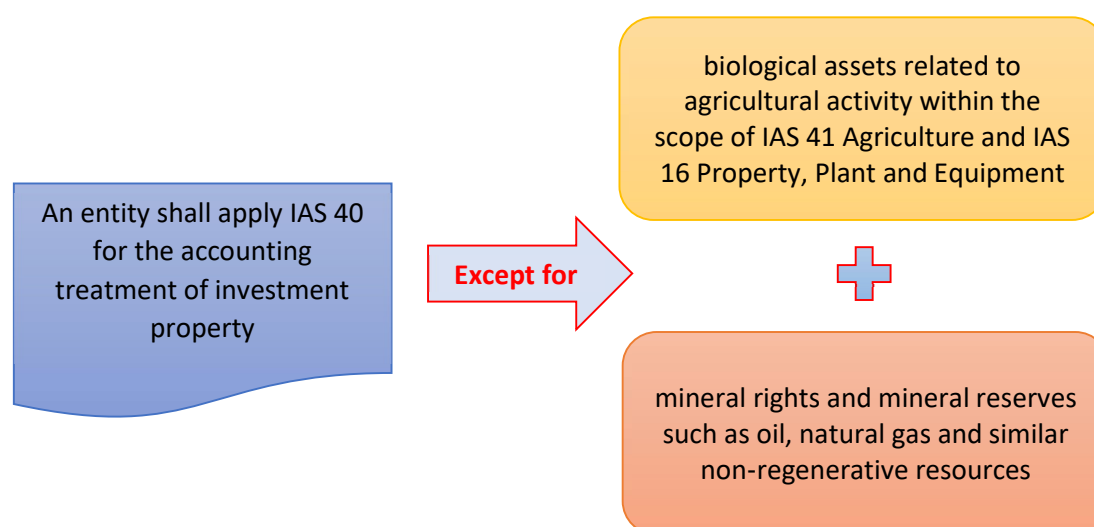 An entity shall apply IAS 40
for the accounting
treatment of investment
property
Except for
biological assets related to
agricultural activity within the
scope of IAS 41 Agriculture and IAS
16 Property, Plant and Equipment
mineral rights and mineral reserves
such as oil, natural gas and similar
non-regenerative resources